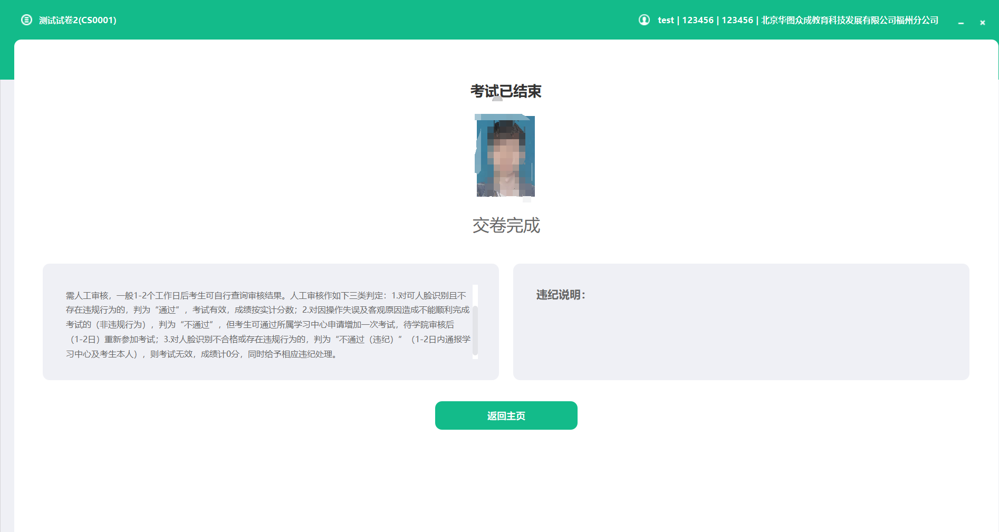 测试试卷2(CS0001)
test | 123456 | 123456 | 北京华图众成教育科技发展有限公司福州分公司
考试已结束
交卷完成
需人工审核，一般1-2个工作日后考生可自行查询审核结果。人工审核作如下三类判定：1.对可人脸识别且不
存在违规行为的，判为“通过”，考试有效，成绩按实计分数；2.对因操作失误及客观原因造成不能顺利完成
考试的（非违规行为），判为“不通过”，但考生可通过所属学习中心申请增加一次考试，待学院审核后
（1-2日）重新参加考试；3.对人脸识别不合格或存在违规行为的，判为“不通过（违纪）”（1-2日内通报学
习中心及考生本人），则考试无效，成绩计0分，同时给予相应违纪处理。
违纪说明：
返回主页